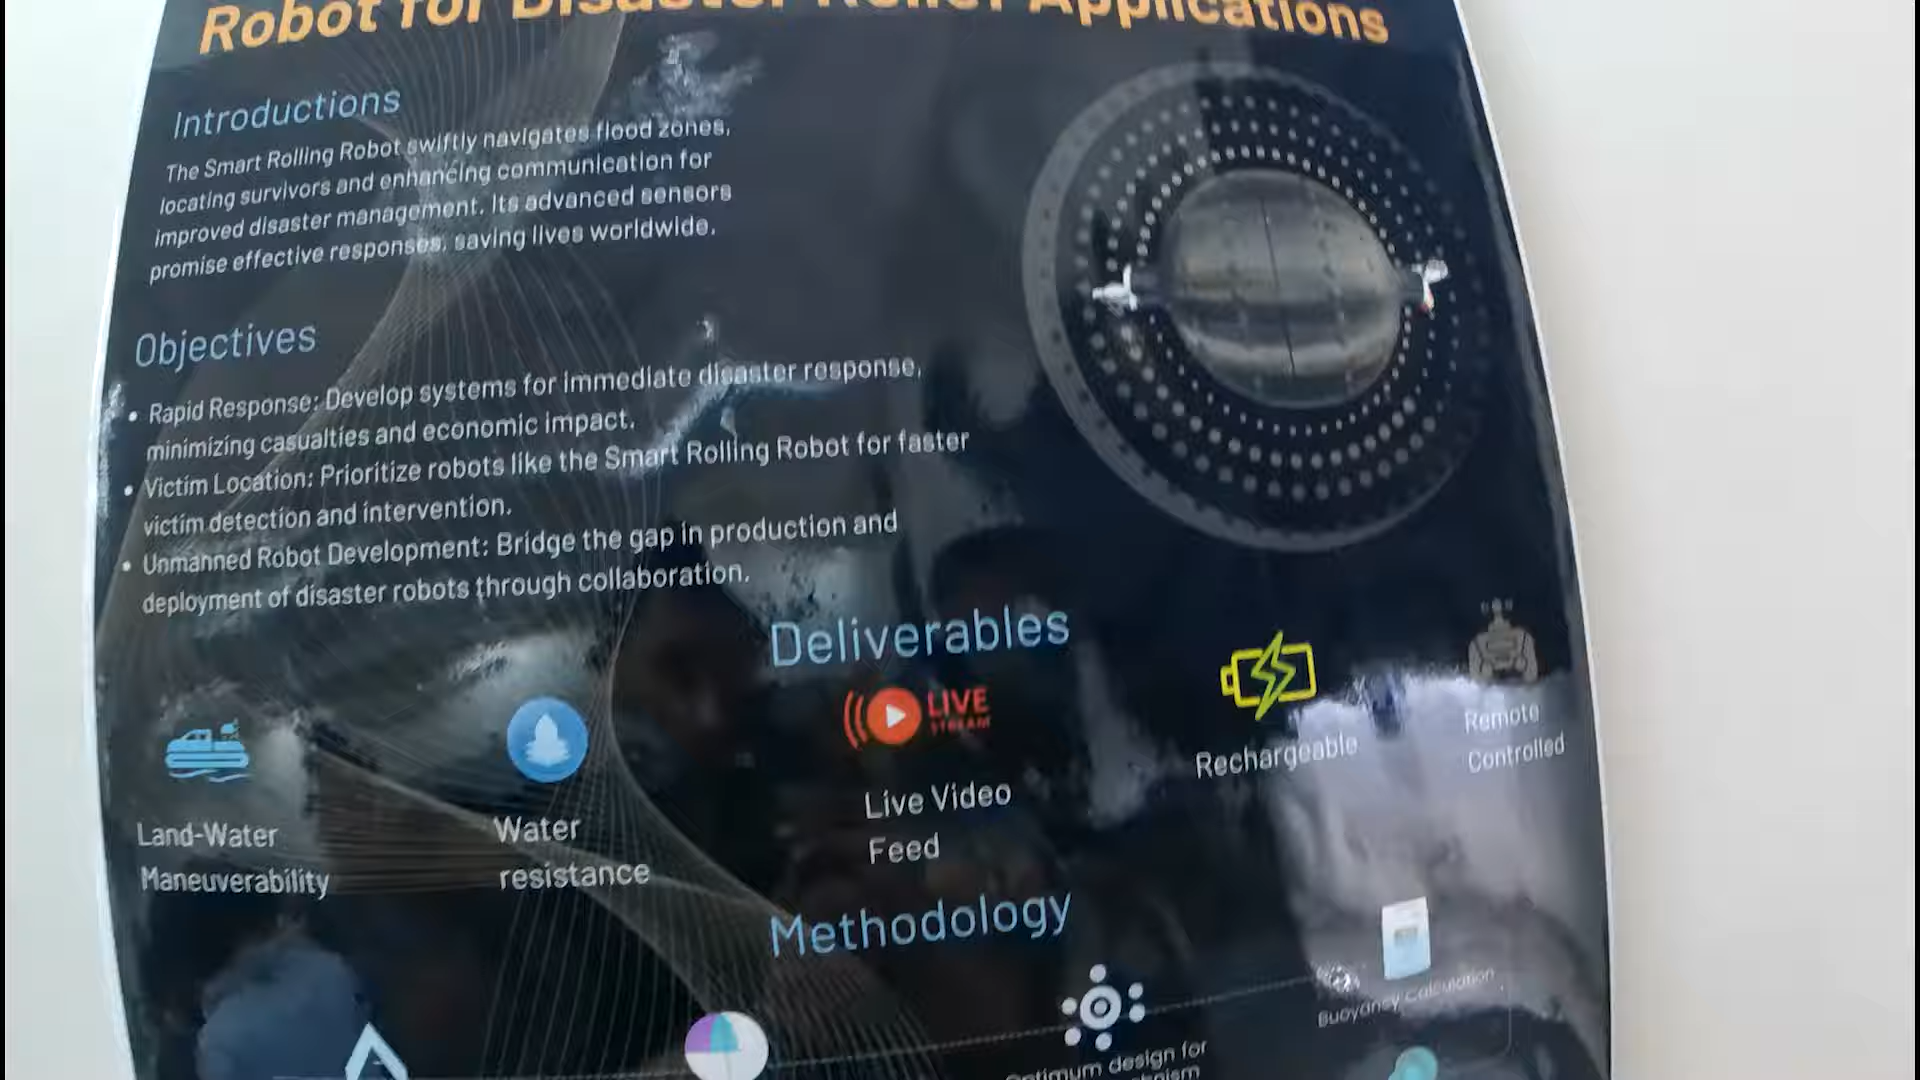 Robot for Disaster Relief Applications
Introductions
The Smart Rolling Robot swiftly navigates flood zones,
locating survivors and enhancing communication for
improved disaster management. Its advanced sensors
promise effective responses, saving lives worldwide.
Objectives
• Rapid Response: Develop systems for immediate disaster response,
minimizing casualties and economic impact.
• Victim Location: Prioritize robots like the Smart Rolling Robot for faster
victim detection and intervention.
• Unmanned Robot Development: Bridge the gap in production and
deployment of disaster robots through collaboration.
Deliverables
LIVE
STREAM
Land-Water
Maneuverability
Water
resistance
Live Video
Feed
Rechargeable
Remote
Controlled
Methodology
Buoyancy Calculation
design for